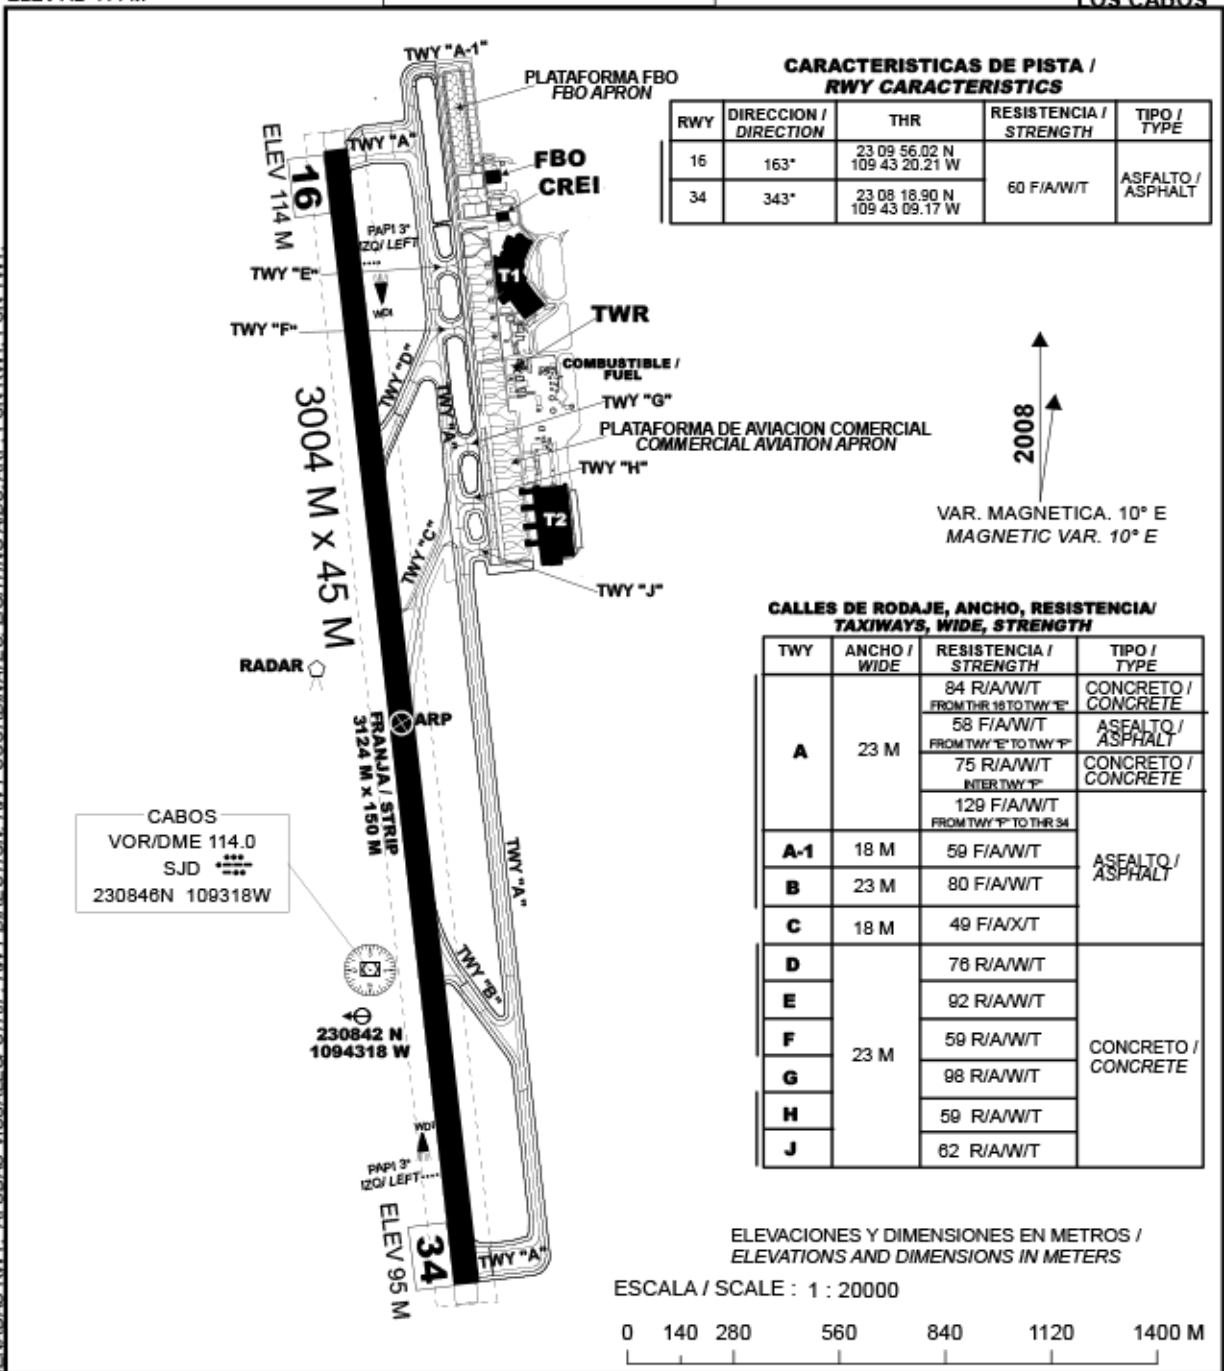 LOS CABOS
TWY "A-1"
PLATAFORMA FBO
FBO APRON
TWY "A"
ELEV 114 M
16
FBO
CREI
PAPI 3°
IZQ/ LEFT
TWY "E"
T1
WDI
TWY "F"
TWR
COMBUSTIBLE /
FUEL
TWY "D"
TWY "A"
TWY "G"
PLATAFORMA DE AVIACION COMERCIAL
COMMERCIAL AVIATION APRON
3004 M x 45 M
TWY "H"
T2
TWY "C"
TWY "J"
RADAR
ARP
FRANJA / STRIP
3124 M x 150 M
CABOS
VOR/DME 114.0
SJD
230846N 109318W
TWY "A"
TWY "B"
230842 N
1094318 W
WDI
PAPI 3°
IZQ/ LEFT
ELEV 95 M
34
TWY "A"
CARACTERISTICAS DE PISTA /
RWY CARACTERISTICS
RWY DIRECCION / DIRECTION THR RESISTENCIA / STRENGTH TIPO / TYPE
16 163° 23 09 56.02 N
109 43 20.21 W
60 F/A/W/T ASFALTO / ASPHALT
34 343° 23 08 18.90 N
109 43 09.17 W
2008
VAR. MAGNETICA. 10° E
MAGNETIC VAR. 10° E
CALLES DE RODAJE, ANCHO, RESISTENCIA/
TAXIWAYS, WIDE, STRENGTH
TWY ANCHO / WIDE RESISTENCIA / STRENGTH TIPO / TYPE
A 23 M
84 R/A/W/T CONCRETO / CONCRETE
FROM THR 16 TO TWY "E"
58 F/A/W/T ASFALTO / ASPHALT
FROM TWY "E" TO TWY "F"
75 R/A/W/T CONCRETO / CONCRETE
INTER TWY "F"
129 F/A/W/T
FROM TWY "F" TO THR 34
A-1 18 M 59 F/A/W/T ASFALTO / ASPHALT
B 23 M 80 F/A/W/T
C 18 M 49 F/A/X/T
D 76 R/A/W/T
E 92 R/A/W/T
F 59 R/A/W/T
23 M CONCRETO / CONCRETE
G 98 R/A/W/T
H 59 R/A/W/T
J 62 R/A/W/T
ELEVACIONES Y DIMENSIONES EN METROS /
ELEVATIONS AND DIMENSIONS IN METERS
ESCALA / SCALE : 1 : 20000
0 140 280 560 840 1120 1400 M